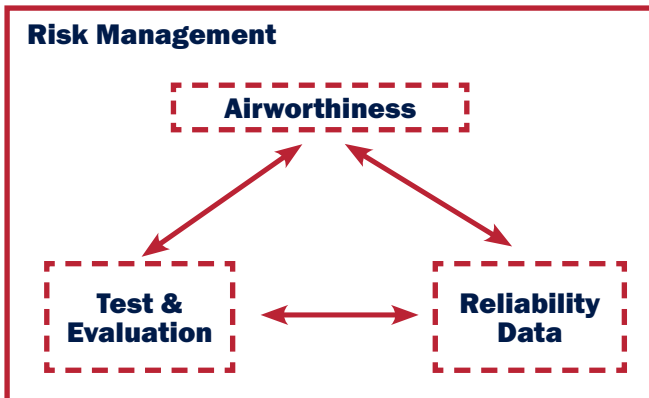 Risk Management
Airworthiness
Test &
Evaluation
Reliability
Data